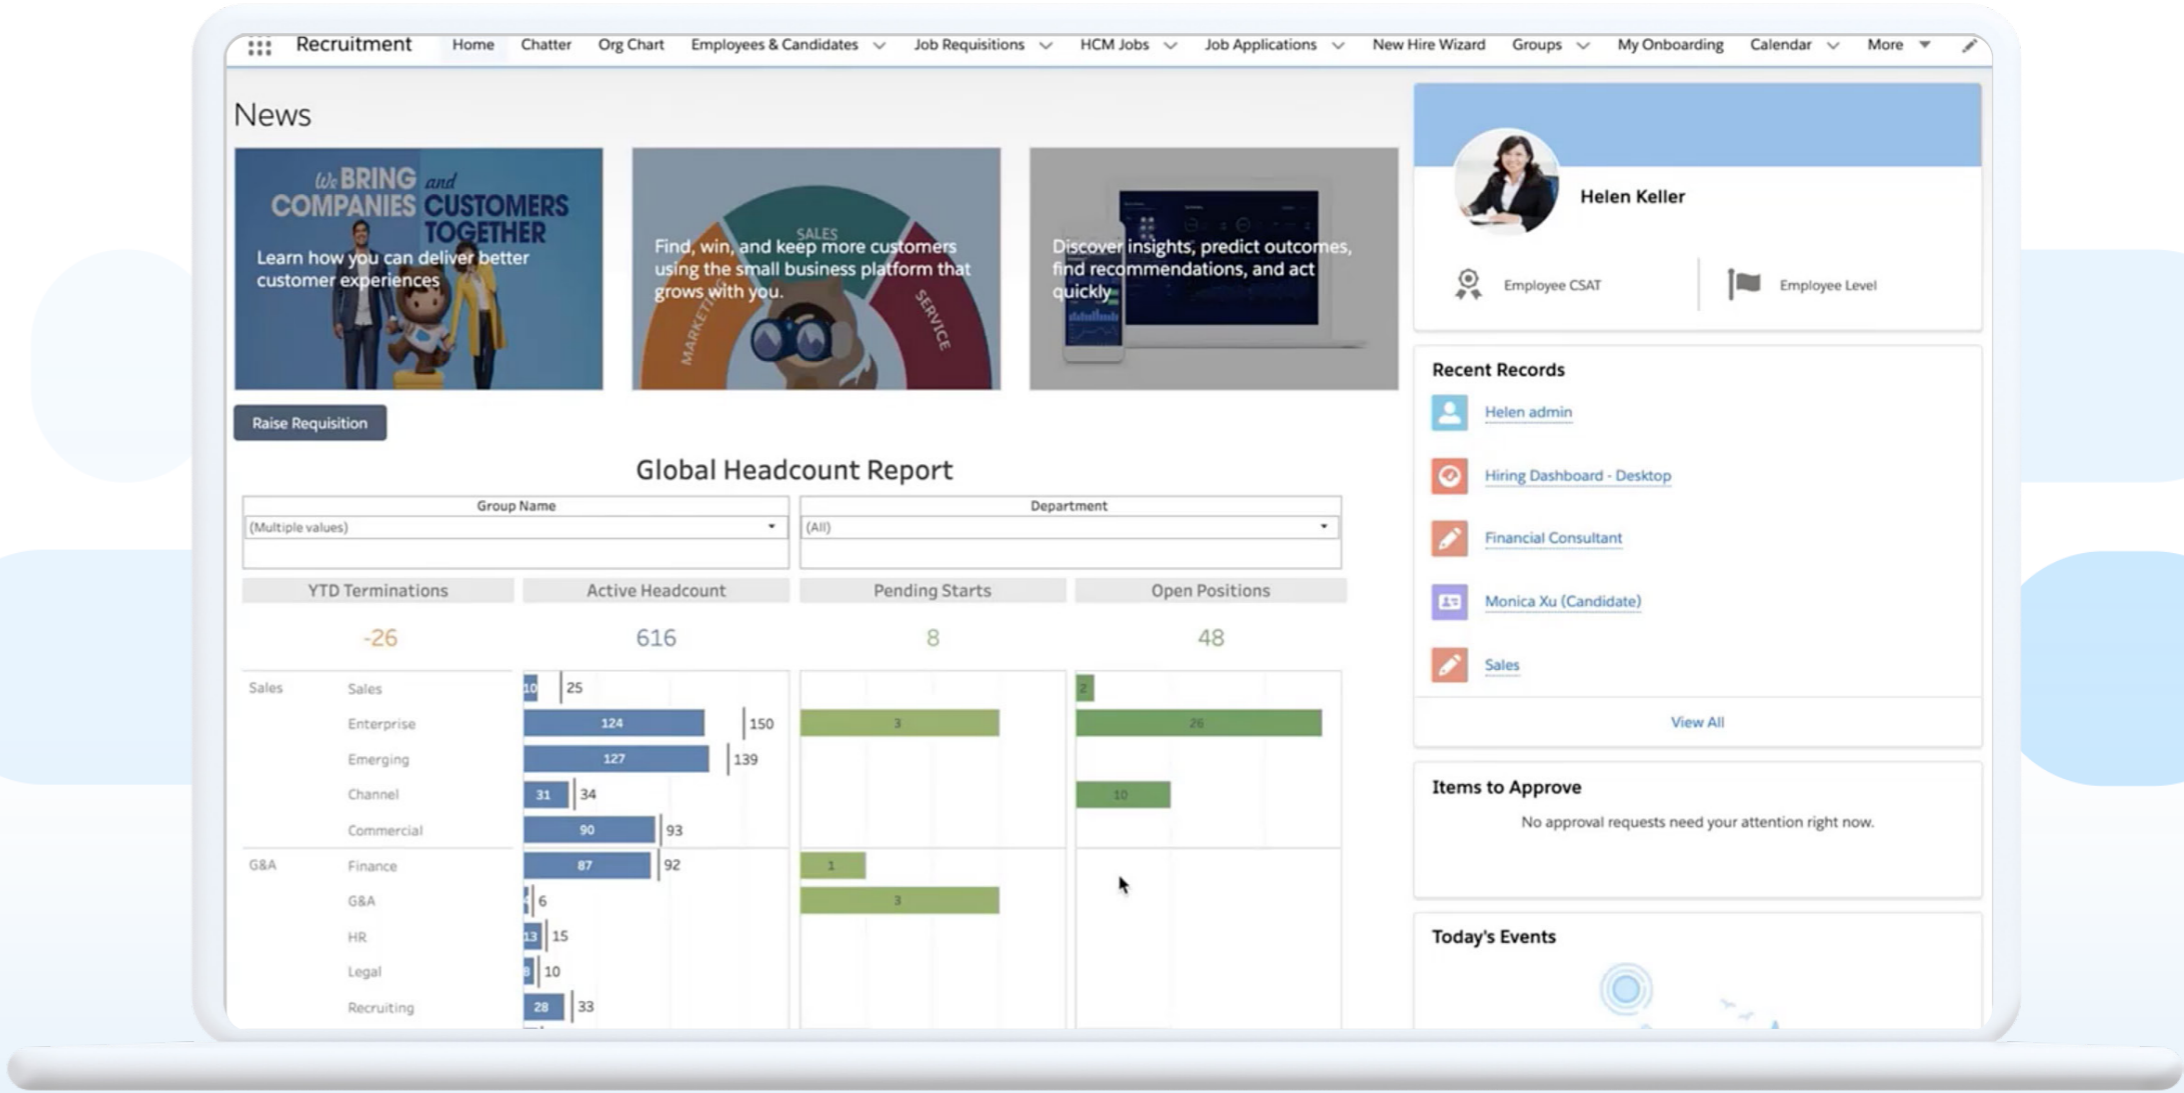 Recruitment Home Chatter Org Chart Employees & Candidates Job Requisitions HCM Jobs Job Applications New Hire Wizard Groups My Onboarding Calendar More
News
We BRING and
COMPANIES CUSTOMERS
TOGETHER
Learn how you can deliver better
customer experiences
SALES
MARKETING
SERVICE
Find, win, and keep more customers
using the small business platform that
grows with you.
Discover insights, predict outcomes,
find recommendations, and act
quickly
Raise Requisition
Global Headcount Report
Group Name Department
(Multiple values) (All)
YTD Terminations Active Headcount Pending Starts Open Positions
-26 616 8 48
Sales Sales 10 25 2
Enterprise 124 150 3 26
Emerging 127 139
Channel 31 34 10
Commercial 90 93
G&A Finance 87 92 1
G&A 6 3
HR 13 15
Legal 8 10
Recruiting 28 33
Helen Keller
Employee CSAT Employee Level
Recent Records
Helen admin
Hiring Dashboard - Desktop
Financial Consultant
Monica Xu (Candidate)
Sales
View All
Items to Approve
No approval requests need your attention right now.
Today's Events